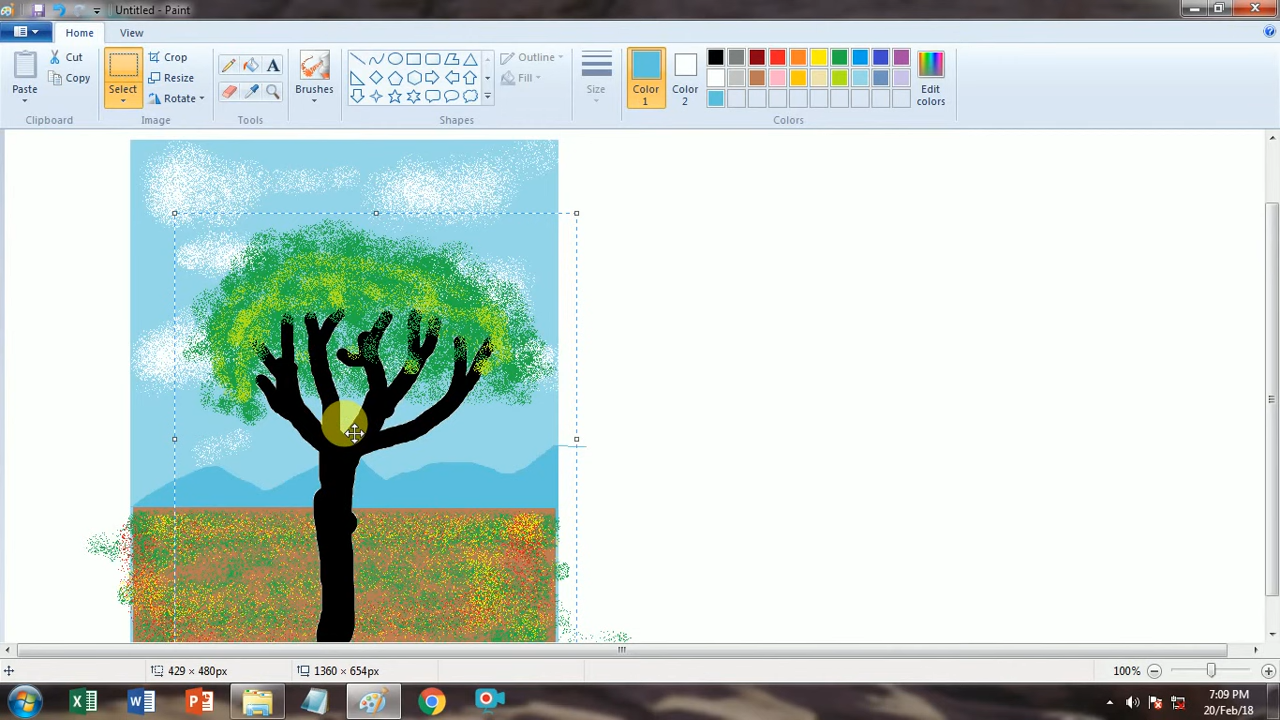 Untitled - Paint
Home
View
Paste
Cut
Copy
Clipboard
Select
Crop
Resize
Rotate
Image
A
Tools
Brushes
Outline
Fill
Shapes
Size
Color
1
Color
2
Edit
colors
Colors
429 × 480px
1360 × 654px
100%
7:09 PM
20/Feb/18